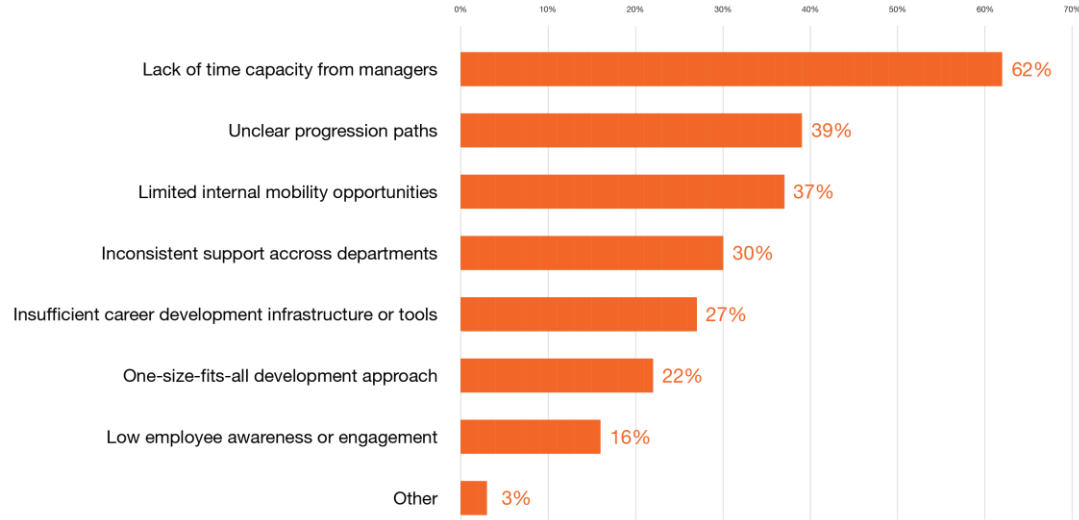 0% 10% 20% 30% 40% 50% 60% 70%
Lack of time capacity from managers 62%
Unclear progression paths 39%
Limited internal mobility opportunities 37%
Inconsistent support accross departments 30%
Insufficient career development infrastructure or tools 27%
One-size-fits-all development approach 22%
Low employee awareness or engagement 16%
Other 3%